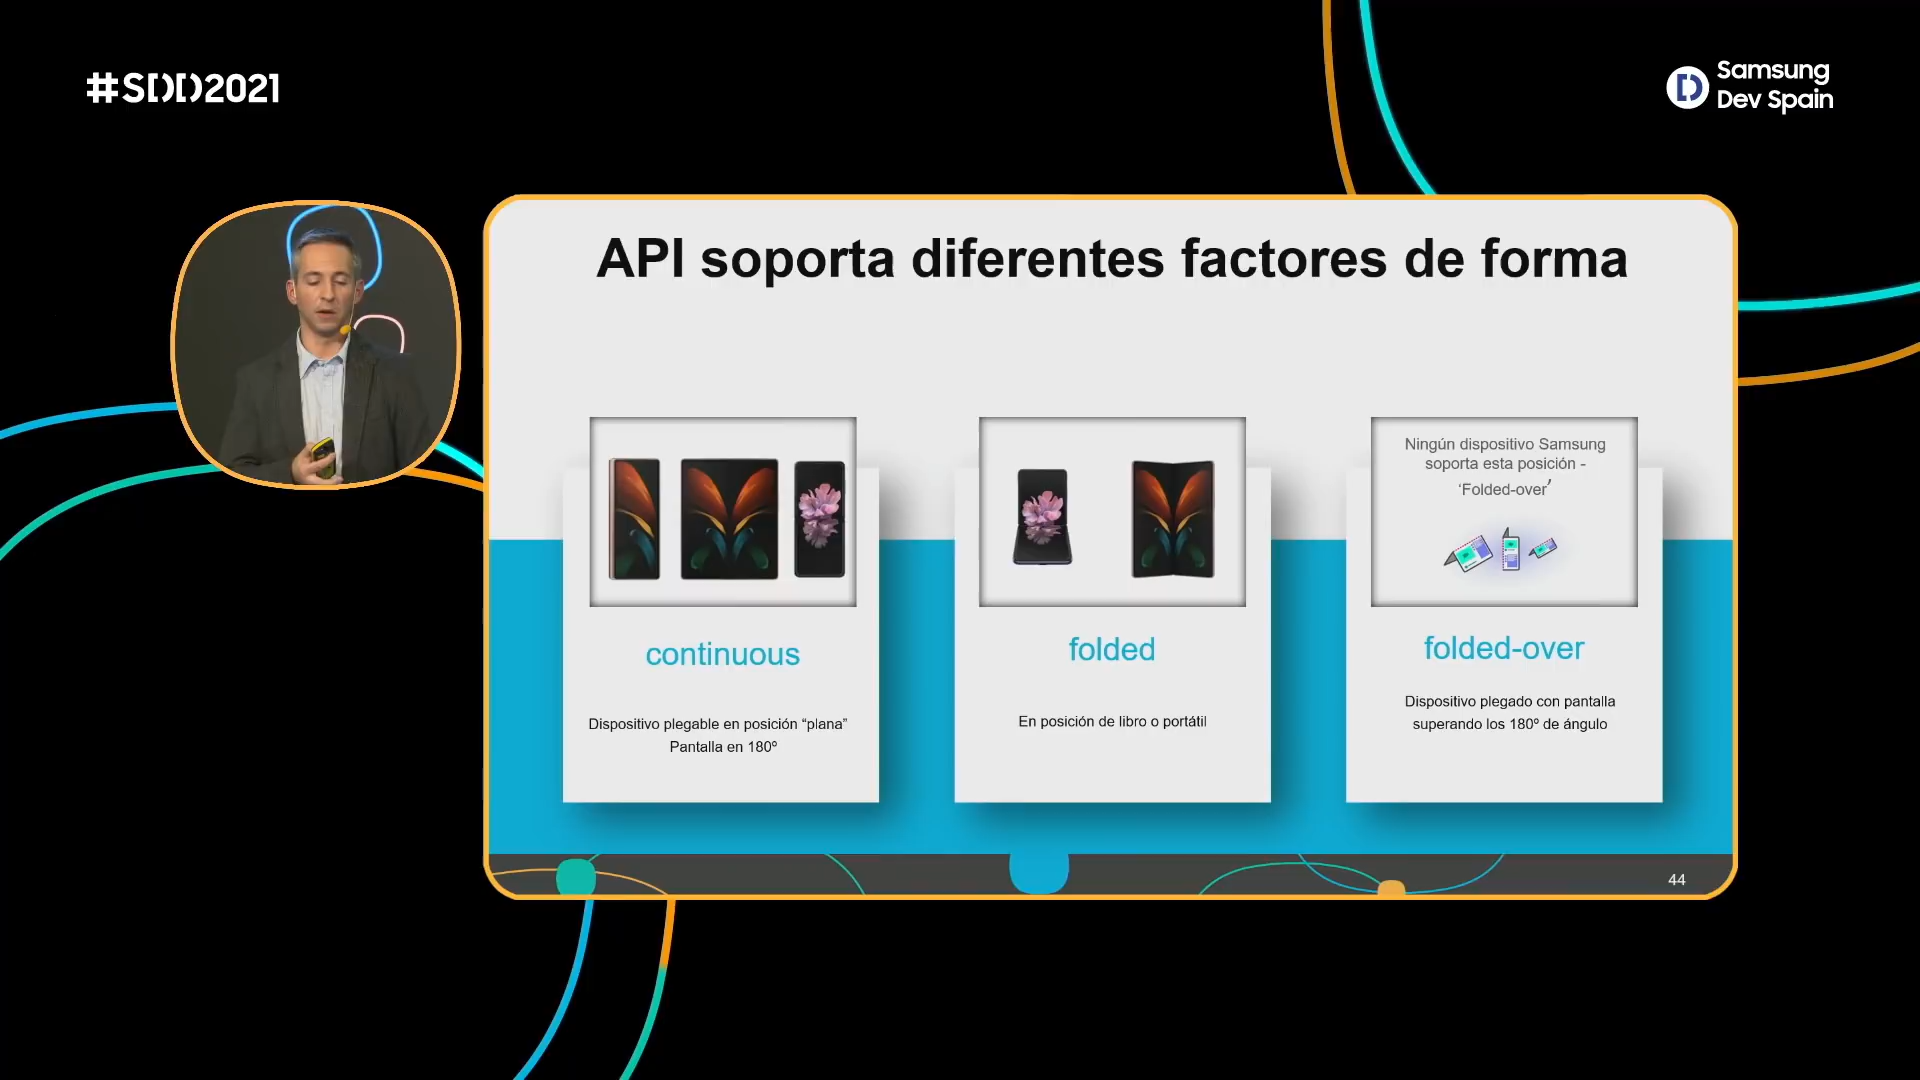 #SDD2021
Samsung
Dev Spain
API soporta diferentes factores de forma
continuous
Dispositivo plegable en posición “plana”
Pantalla en 180º
folded
En posición de libro o portátil
Ningún dispositivo Samsung
soporta esta posición -
‘Folded-over’
folded-over
Dispositivo plegado con pantalla
superando los 180º de ángulo
44